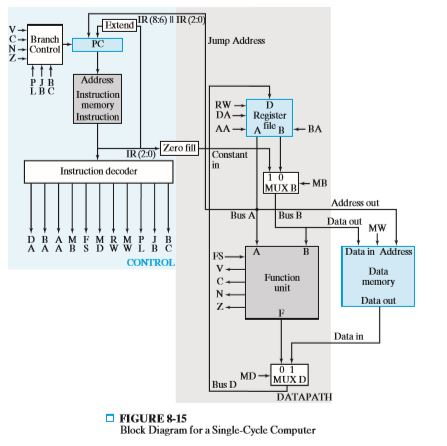 IR (8:6) || IR (2:0)
Extend
V
C
N
Z
Branch
Control
PC
Jump Address
P
L
J
B
B
C
Address
Instruction
memory
Instruction
RW
DA
AA
D
Register
file
A B
BA
IR (2:0)
Zero fill
Constant
in
1 0
MUX B
MB
Instruction decoder
Address out
Bus A
Bus B
Data out
MW
D
A
B
A
A
A
M
B
F
S
M
D
R
W
M
W
P
L
J
B
B
C
CONTROL
FS
V
C
N
Z
A B
Function
unit
F
Data in Address
Data
memory
Data out
Data in
MD
0 1
MUX D
Bus D
DATAPATH
FIGURE 8-15
Block Diagram for a Single-Cycle Computer